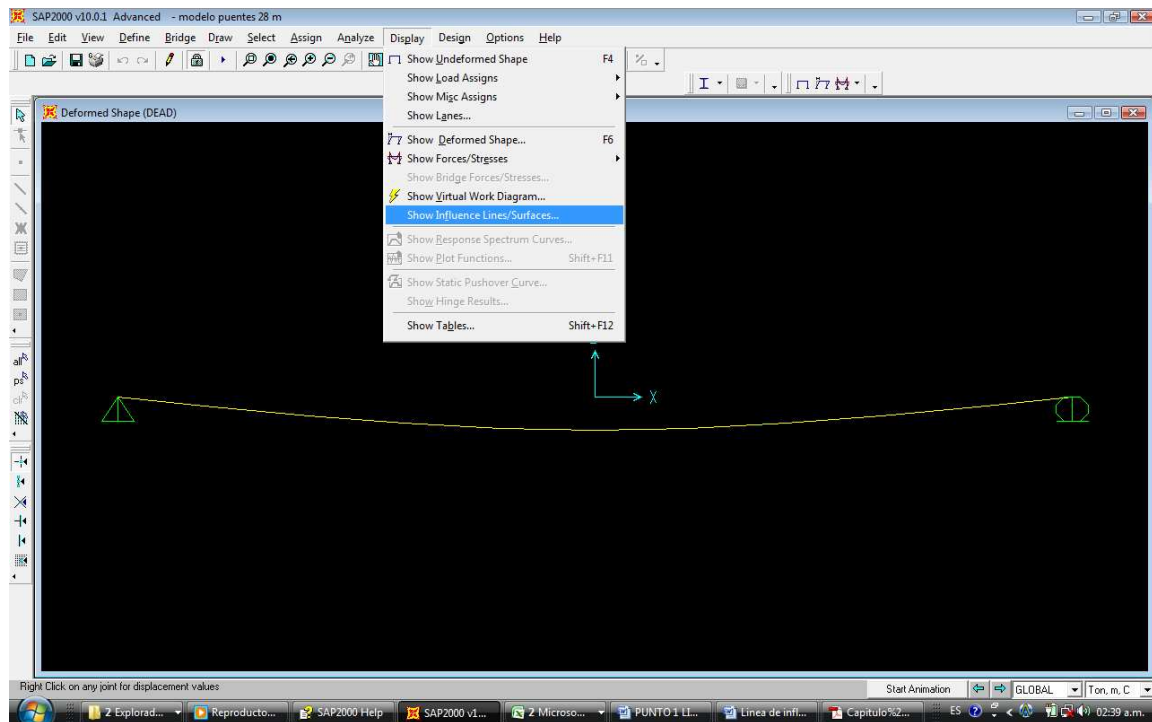 SAP2000 v10.0.1 Advanced - modelo puentes 28 m
File Edit View Define Bridge Draw Select Assign Analyze Display Design Options Help
Show Undeformed Shape F4
Show Load Assigns
Show Misc Assigns
Show Lanes...
Show Deformed Shape... F6
Show Forces/Stresses
Show Bridge Forces/Stresses...
Show Virtual Work Diagram...
Show Influence Lines/Surfaces...
Show Response Spectrum Curves...
Show Plot Functions... Shift+F11
Show Static Pushover Curve...
Show Hinge Results...
Show Tables... Shift+F12
Deformed Shape (DEAD)
all
ps
clr
X
Right Click on any joint for displacement values
Start Animation
GLOBAL
Ton, m, C
2 Explorad...
Reproducto...
SAP2000 Help
SAP2000 v1...
2 Microso...
PUNTO 1 LI...
Linea de infl...
Capitulo%2...
ES
02:39 a.m.